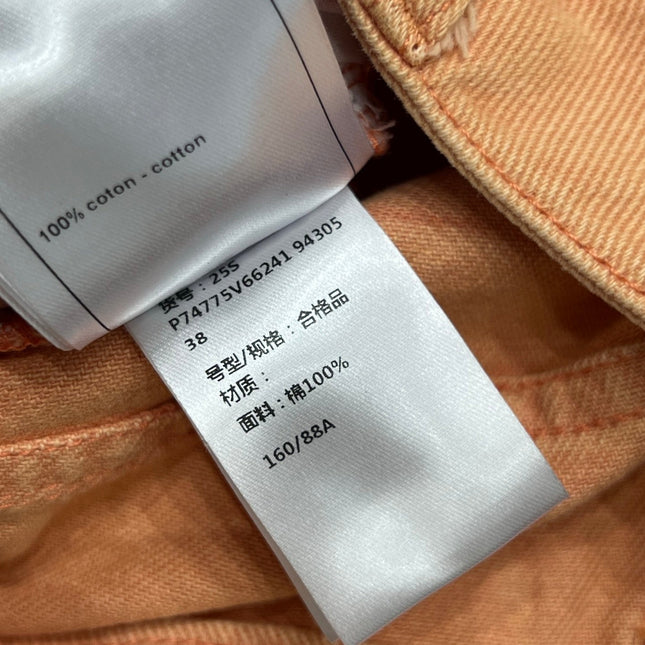 100% coton - cotton
货号：25S
P74775V66241 94305
38
号型/规格：合格品
材质：
面料：棉100%
160/88A